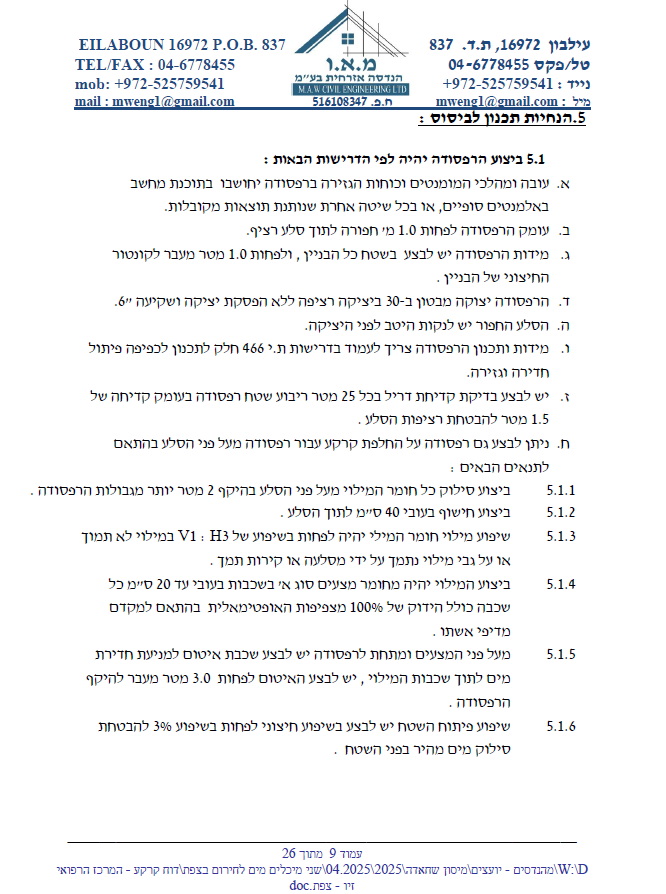 EILABOUN 16972 P.O.B. 837
TEL/FAX : 04-6778455
mob: +972-525759541
mail : mweng1@gmail.com
מ.א.ו
הנדסה אזרחית בע״מ
M.A.W CIVIL ENGINEERING LTD
ח.פ. 516108347
עילבון 16972, ת.ד. 837
טל/פקס 04-6778455
נייד : +972-525759541
מיל : mweng1@gmail.com
5.הנחיות תכנון לביסוס :
5.1 ביצוע הרפסודה יהיה לפי הדרישות הבאות :
א. עובה ומהלכי המומנטים וכוחות הגזירה ברפסודה יחושבו בתוכנת מחשב
באלמנטים סופיים, או בכל שיטה אחרת שנותנת תוצאות מקובלות.
ב. עומק הרפסודה לפחות 1.0 מ׳ חפורה לתוך סלע רציף.
ג. מידות הרפסודה יש לבצע בשטח כל הבניין , ולפחות 1.0 מטר מעבר לקונטור
החיצוני של הבניין .
ד. הרפסודה יצוקה מבטון ב-30 ביציקה רציפה ללא הפסקת יציקה ושקיעה 6״.
ה. הסלע החפור יש לנקות היטב לפני היציקה.
ו. מידות ותכנון הרפסודה צריך לעמוד בדרישות ת.י 466 חלק לתכנון לכפיפה פיתול
חדירה וגזירה.
ז. יש לבצע בדיקת קדיחת דריל בכל 25 מטר ריבוע שטח רפסודה בעומק קדיחה של
1.5 מטר להבטחת רציפות הסלע .
ח. ניתן לבצע גם רפסודה על החלפת קרקע עבור רפסודה מעל פני הסלע בהתאם
לתנאים הבאים :
5.1.1 ביצוע סילוק כל חומר המילוי מעל פני הסלע בהיקף 2 מטר יותר מגבולות הרפסודה .
5.1.2 ביצוע חישוף בעובי 40 ס״מ לתוך הסלע .
5.1.3 שיפוע מילוי חומר המילי יהיה לפחות בשיפוע של V1 : H3 במילוי לא תמוך
או על גבי מילוי נתמך על ידי מסלעה או קירות תמך .
5.1.4 ביצוע המילוי יהיה מחומר מצעים סוג א׳ בשכבות בעובי עד 20 ס״מ כל
שכבה כולל הידוק של 100% מצפיפות האופטימאלית בהתאם למקדם
מדיפי אשתו .
5.1.5 מעל פני המצעים ומתחת לרפסודה יש לבצע שכבת איטום למניעת חדירת
מים לתוך שכבות המילוי , יש לבצע האיטום לפחות 3.0 מטר מעבר להיקף
הרפסודה .
5.1.6 שיפוע פיתוח השטח יש לבצע בשיפוע חיצוני לפחות בשיפוע 3% להבטחת
סילוק מים מהיר בפני השטח .
עמוד 9 מתוך 26
W:\D\מהנדסים - יועצים\מיסון שחאדה\2025\04.2025\שני מיכלים מים לחירום בצפת\דוח קרקע - המרכז הרפואי
זיו - צפת.doc